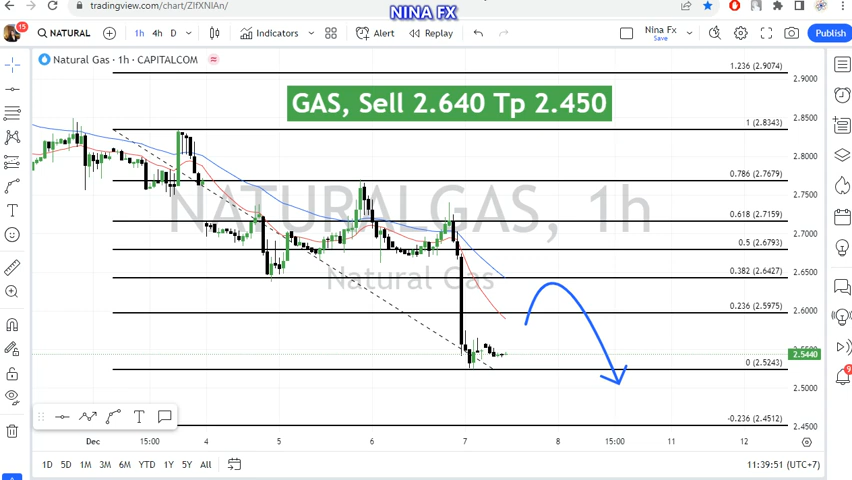 tradingview.com/chart/ZIfXNIAn/
NINA FX
15
NATURAL
1h 4h D
Indicators
Alert
Replay
Nina Fx
Save
Publish
Natural Gas · 1h · CAPITALCOM
GAS, Sell 2.640 Tp 2.450
NATURALGAS, 1h
Natural Gas
1.236 (2.9074)
1 (2.8343)
0.786 (2.7679)
0.618 (2.7159)
0.5 (2.6793)
0.382 (2.6427)
0.236 (2.5975)
0 (2.5243)
-0.236 (2.4512)
2.9000
2.8500
2.8000
2.7500
2.7000
2.6500
2.6000
2.5440
2.5000
2.4500
9
Dec 15:00 4 5 6 7 8 15:00 11 12
1D 5D 1M 3M 6M YTD 1Y 5Y All
11:39:51 (UTC+7)